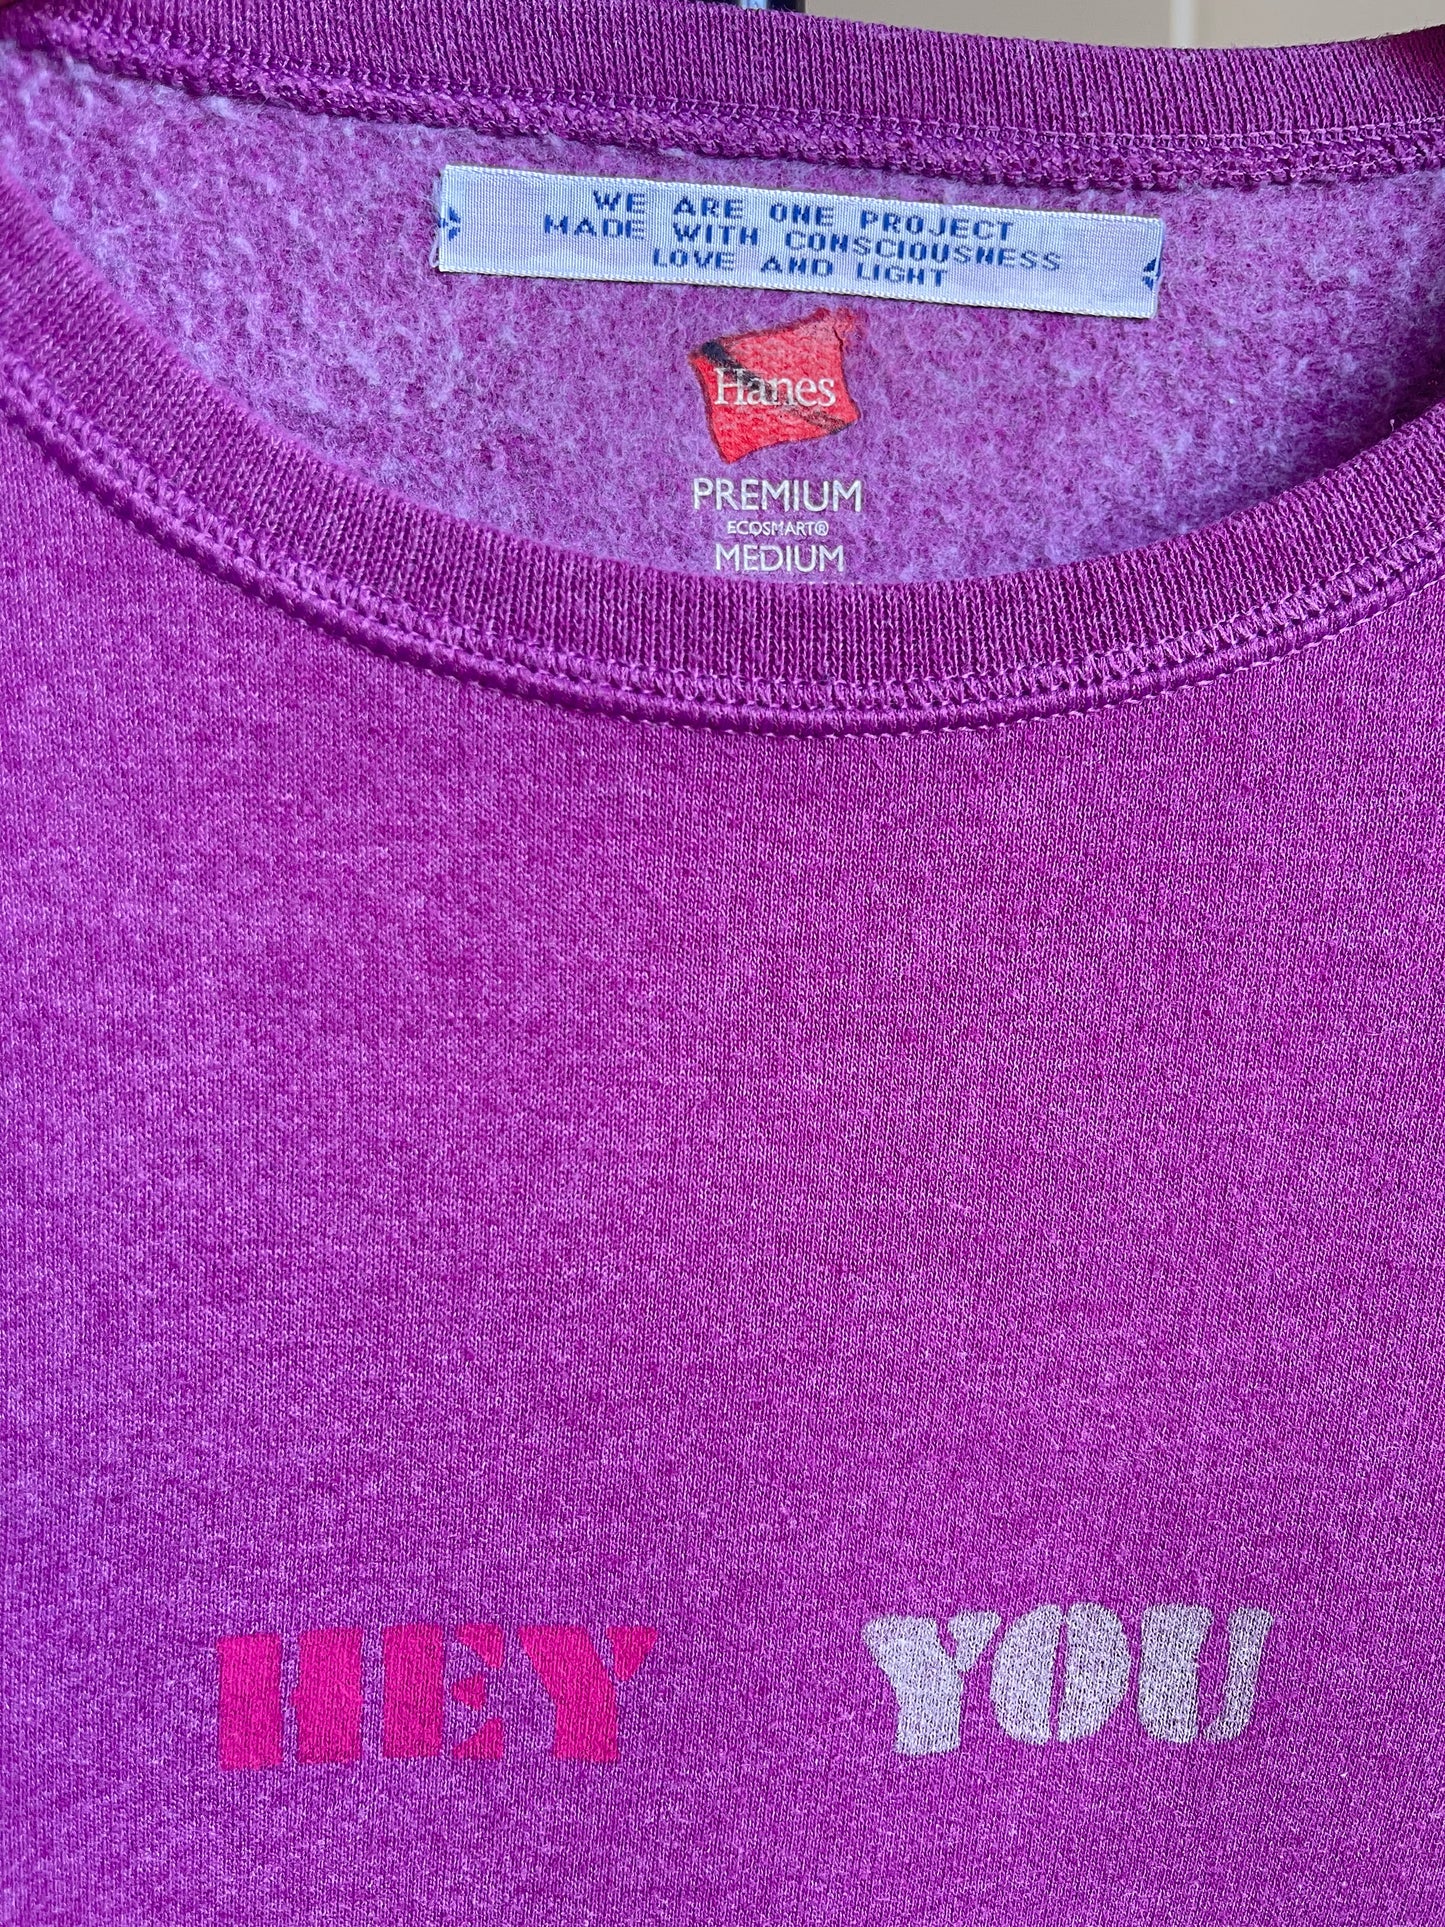 WE ARE ONE PROJECT
MADE WITH CONSCIOUSNESS
LOVE AND LIGHT
Hanes
PREMIUM
ECOSMART®
MEDIUM
HEY YOU